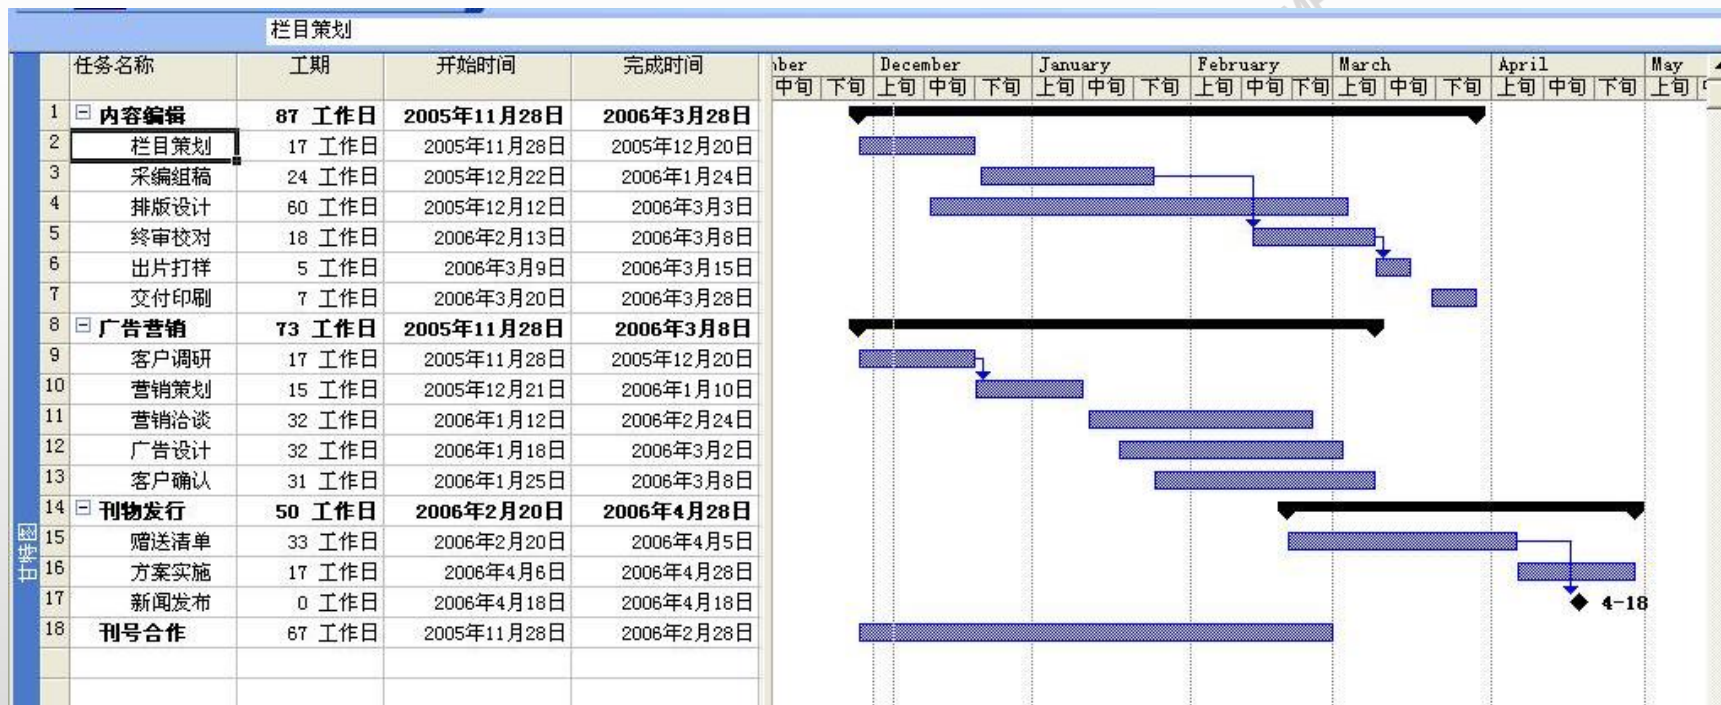 栏目策划
任务名称 工期 开始时间 完成时间 ber December January February March April May
中旬 下旬 上旬 中旬 下旬 上旬 中旬 下旬 上旬 中旬 下旬 上旬 中旬 下旬 上旬 中旬 下旬 上旬
1 内容编辑 87 工作日 2005年11月28日 2006年3月28日
2 栏目策划 17 工作日 2005年11月28日 2005年12月20日
3 采编组稿 24 工作日 2005年12月22日 2006年1月24日
4 排版设计 60 工作日 2005年12月12日 2006年3月3日
5 终审校对 18 工作日 2006年2月13日 2006年3月8日
6 出片打样 5 工作日 2006年3月9日 2006年3月15日
7 交付印刷 7 工作日 2006年3月20日 2006年3月28日
8 广告营销 73 工作日 2005年11月28日 2006年3月8日
9 客户调研 17 工作日 2005年11月28日 2005年12月20日
10 营销策划 15 工作日 2005年12月21日 2006年1月10日
11 营销洽谈 32 工作日 2006年1月12日 2006年2月24日
12 广告设计 32 工作日 2006年1月18日 2006年3月2日
13 客户确认 31 工作日 2006年1月25日 2006年3月8日
14 刊物发行 50 工作日 2006年2月20日 2006年4月28日
15 赠送清单 33 工作日 2006年2月20日 2006年4月5日
16 方案实施 17 工作日 2006年4月6日 2006年4月28日
17 新闻发布 0 工作日 2006年4月18日 2006年4月18日 4-18
18 刊号合作 67 工作日 2005年11月28日 2006年2月28日
甘特图